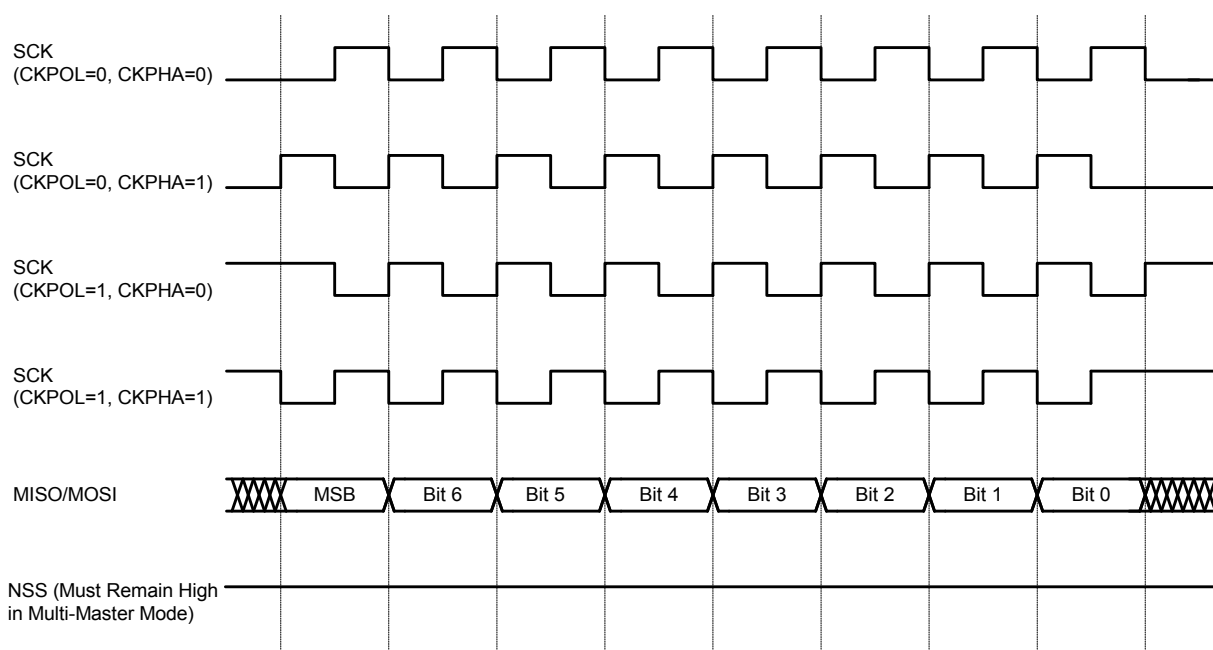 SCK
(CKPOL=0, CKPHA=0)
SCK
(CKPOL=0, CKPHA=1)
SCK
(CKPOL=1, CKPHA=0)
SCK
(CKPOL=1, CKPHA=1)
MISO/MOSI MSB Bit 6 Bit 5 Bit 4 Bit 3 Bit 2 Bit 1 Bit 0
NSS (Must Remain High
in Multi-Master Mode)